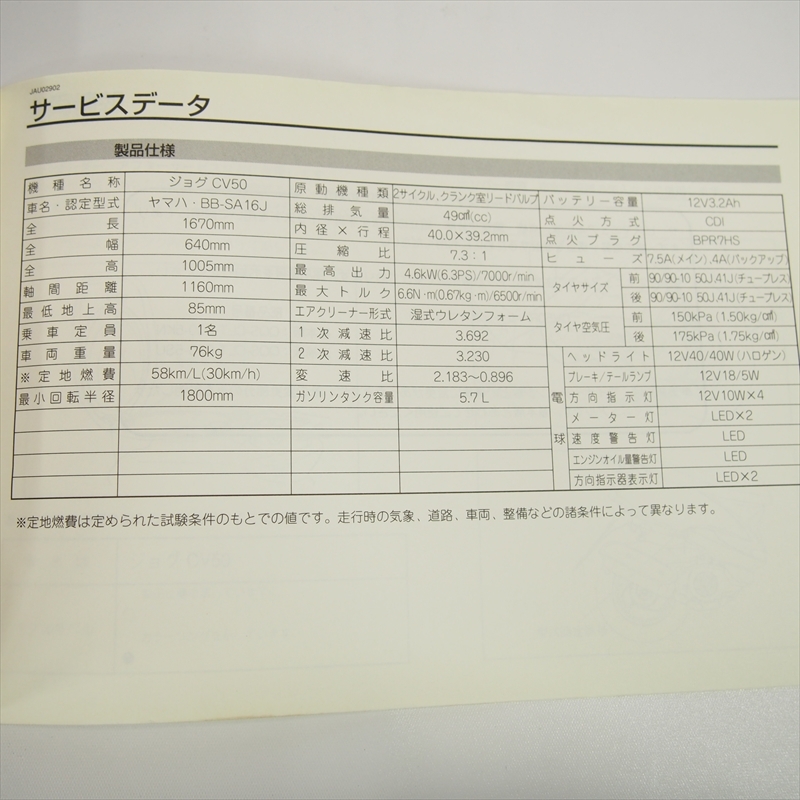 JAU02902
サービスデータ
製品仕様
機種名称 ジョグ CV50
車名・認定型式 ヤマハ・BB-SA16J
全長 1670mm
全幅 640mm
全高 1005mm
軸間距離 1160mm
最低地上高 85mm
乗車定員 1名
車両重量 76kg
※定地燃費 58km/L(30km/h)
最小回転半径 1800mm
原動機種類 2サイクル、クランク室リードバルブ
総排気量 49㎤(cc)
内径×行程 40.0×39.2mm
圧縮比 7.3：1
最高出力 4.6kW(6.3PS)/7000r/min
最大トルク 6.6N・m(0.67kg・m)/6500r/min
エアクリーナー形式 湿式ウレタンフォーム
1次減速比 3.692
2次減速比 3.230
変速比 2.183～0.896
ガソリンタンク容量 5.7L
バッテリー容量 12V3.2Ah
点火方式 CDI
点火プラグ BPR7HS
ヒューズ 7.5A(メイン)、4A(バックアップ)
タイヤサイズ 前 90/90-10 50J、41J(チューブレス)
後 90/90-10 50J、41J(チューブレス)
タイヤ空気圧 前 150kPa(1.50kg/㎠)
後 175kPa(1.75kg/㎠)
電球 ヘッドライト 12V40/40W(ハロゲン)
ブレーキ/テールランプ 12V18/5W
方向指示灯 12V10W×4
メーター灯 LED×2
速度警告灯 LED
エンジンオイル量警告灯 LED
方向指示器表示灯 LED×2
※定地燃費は定められた試験条件のもとでの値です。走行時の気象、道路、車両、整備などの諸条件によって異なります。